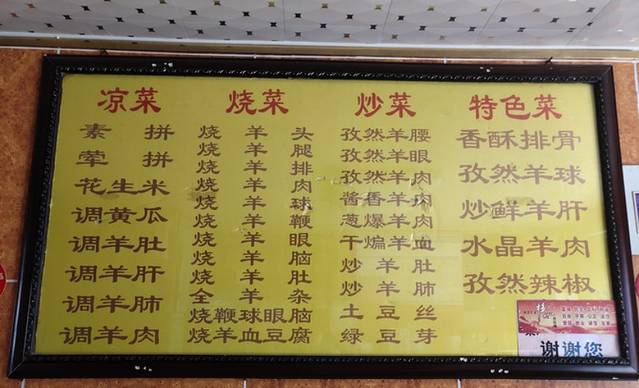 凉菜
素拼
荤拼
花生米
调黄瓜
调羊肚
调羊肝
调羊肺
调羊肉
烧菜
烧羊头
烧羊腿
烧羊排
烧羊肉
烧羊球
烧羊鞭
烧羊眼
烧羊脑
烧羊肚
全羊杂
烧鞭球眼脑
烧羊血豆腐
炒菜
孜然羊腰
孜然羊眼
孜然羊肉
酱香羊肉
葱爆羊肉
干煸羊血
炒羊肚
炒羊肺
土豆丝
绿豆芽
特色菜
香酥排骨
孜然羊球
炒鲜羊肝
水晶羊肉
孜然辣椒
谢谢您